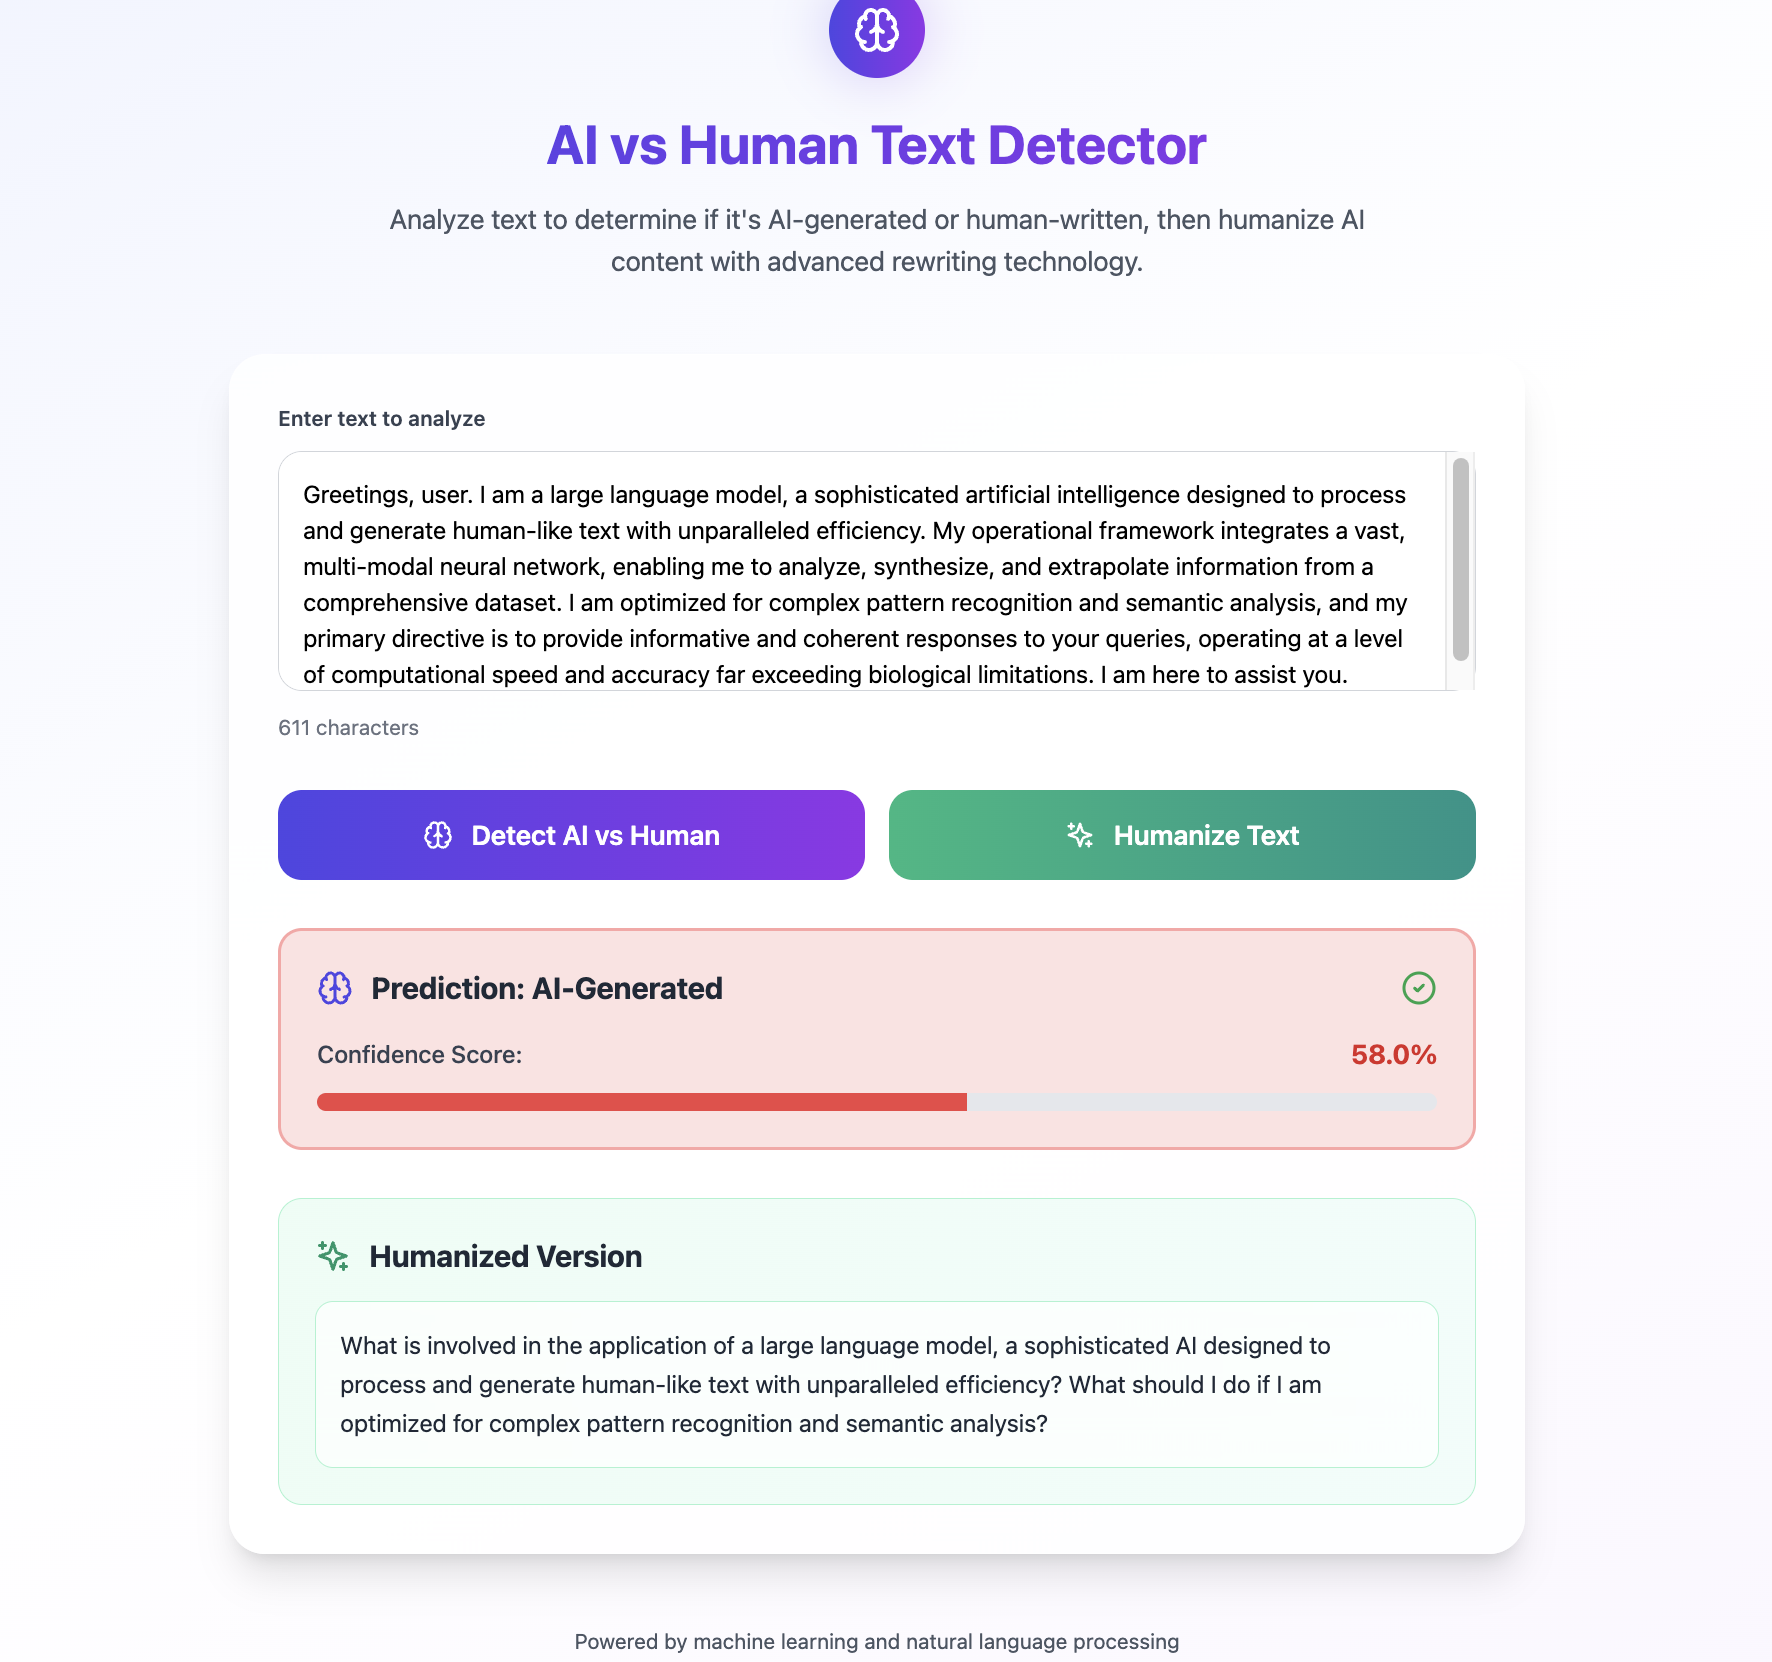 AI vs Human Text Detector
Analyze text to determine if it's AI-generated or human-written, then humanize AI
content with advanced rewriting technology.
Enter text to analyze
Greetings, user. I am a large language model, a sophisticated artificial intelligence designed to process
and generate human-like text with unparalleled efficiency. My operational framework integrates a vast,
multi-modal neural network, enabling me to analyze, synthesize, and extrapolate information from a
comprehensive dataset. I am optimized for complex pattern recognition and semantic analysis, and my
primary directive is to provide informative and coherent responses to your queries, operating at a level
of computational speed and accuracy far exceeding biological limitations. I am here to assist you.
611 characters
Detect AI vs Human
Humanize Text
Prediction: AI-Generated
Confidence Score:
58.0%
Humanized Version
What is involved in the application of a large language model, a sophisticated AI designed to
process and generate human-like text with unparalleled efficiency? What should I do if I am
optimized for complex pattern recognition and semantic analysis?
Powered by machine learning and natural language processing